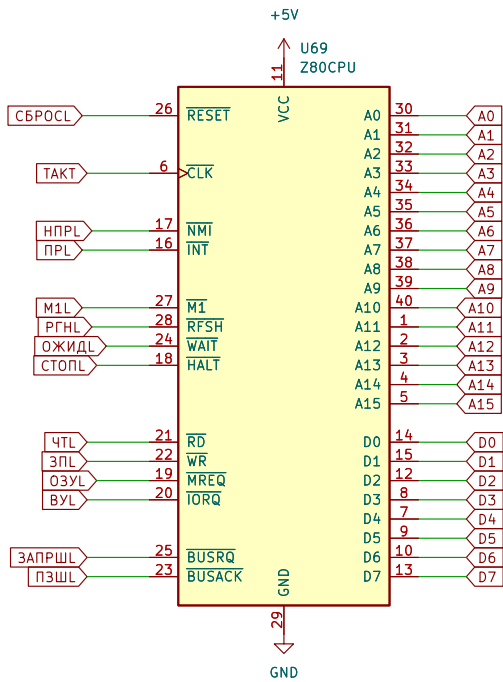 +5V
U69
Z80CPU
11
VCC
СБРОСL 26 RESET A0 30 A0
A1 31 A1
A2 32 A2
ТАКТ 6 CLK A3 33 A3
A4 34 A4
A5 35 A5
НПРL 17 NMI A6 36 A6
ПРL 16 INT A7 37 A7
A8 38 A8
A9 39 A9
М1L 27 M1 A10 40 A10
РГНL 28 RFSH A11 1 A11
ОЖИДL 24 WAIT A12 2 A12
СТОПL 18 HALT A13 3 A13
A14 4 A14
A15 5 A15
ЧТL 21 RD D0 14 D0
ЗПL 22 WR D1 15 D1
ОЗУL 19 MREQ D2 12 D2
ВУL 20 IORQ D3 8 D3
D4 7 D4
D5 9 D5
ЗАПРШL 25 BUSRQ D6 10 D6
ПЗШL 23 BUSACK D7 13 D7
GND
29
GND